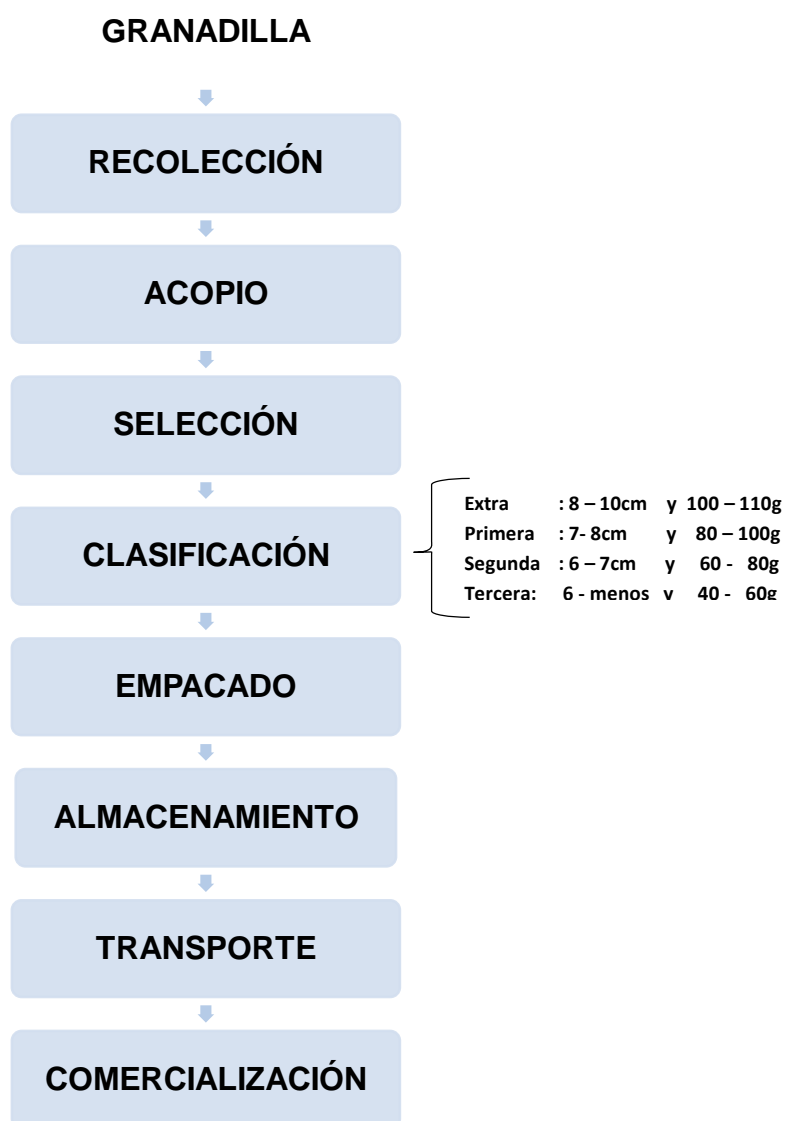 GRANADILLA
RECOLECCIÓN
ACOPIO
SELECCIÓN
CLASIFICACIÓN
Extra : 8 – 10cm y 100 – 110g
Primera : 7- 8cm y 80 – 100g
Segunda : 6 – 7cm y 60 - 80g
Tercera: 6 - menos y 40 - 60g
EMPACADO
ALMACENAMIENTO
TRANSPORTE
COMERCIALIZACIÓN